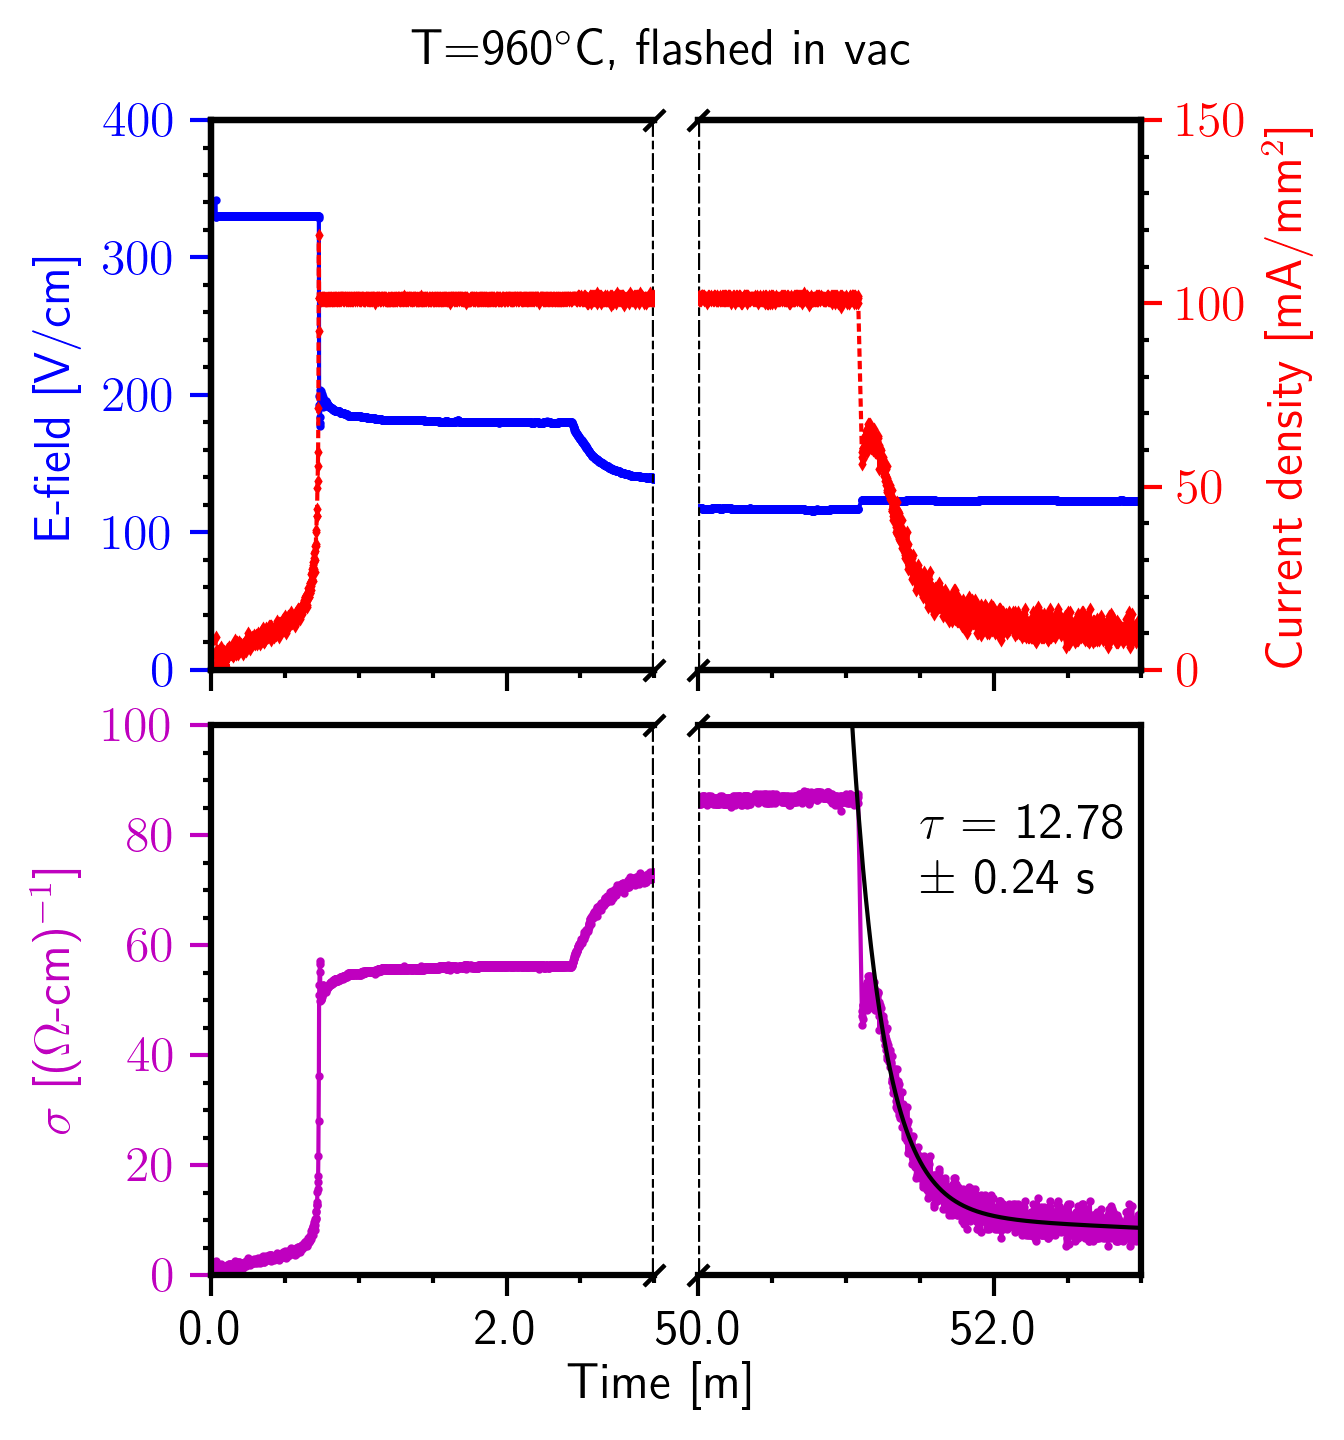 T=960°C, flashed in vac
400
300
200
100
0
E-field [V/cm]
150
100
50
0
Current density [mA/mm²]
100
80
60
40
20
0
σ [(Ω-cm)⁻¹]
τ = 12.78
± 0.24 s
0.0 2.0 50.0 52.0
Time [m]